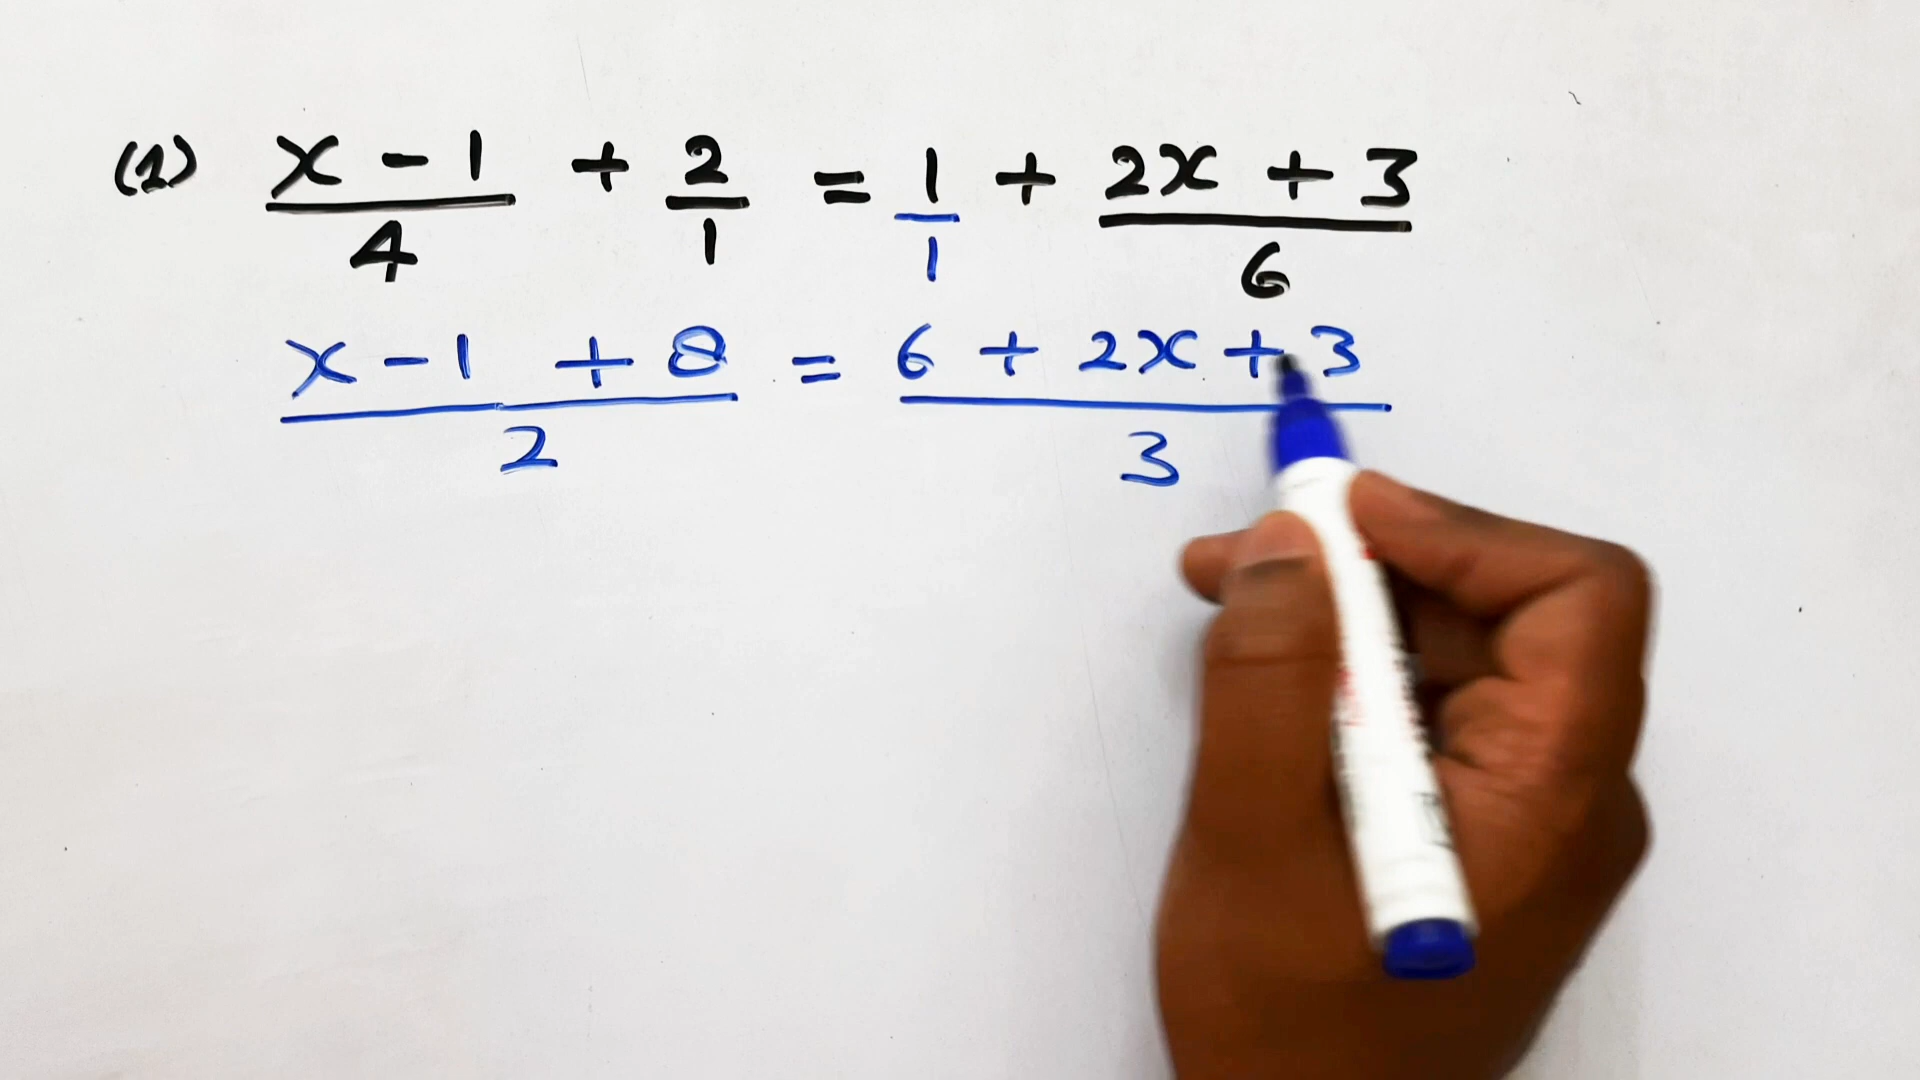 (1) x - 1/4 + 2/1 = 1/1 + 2x + 3/6
x - 1 + 8/2 = 6 + 2x + 3/3